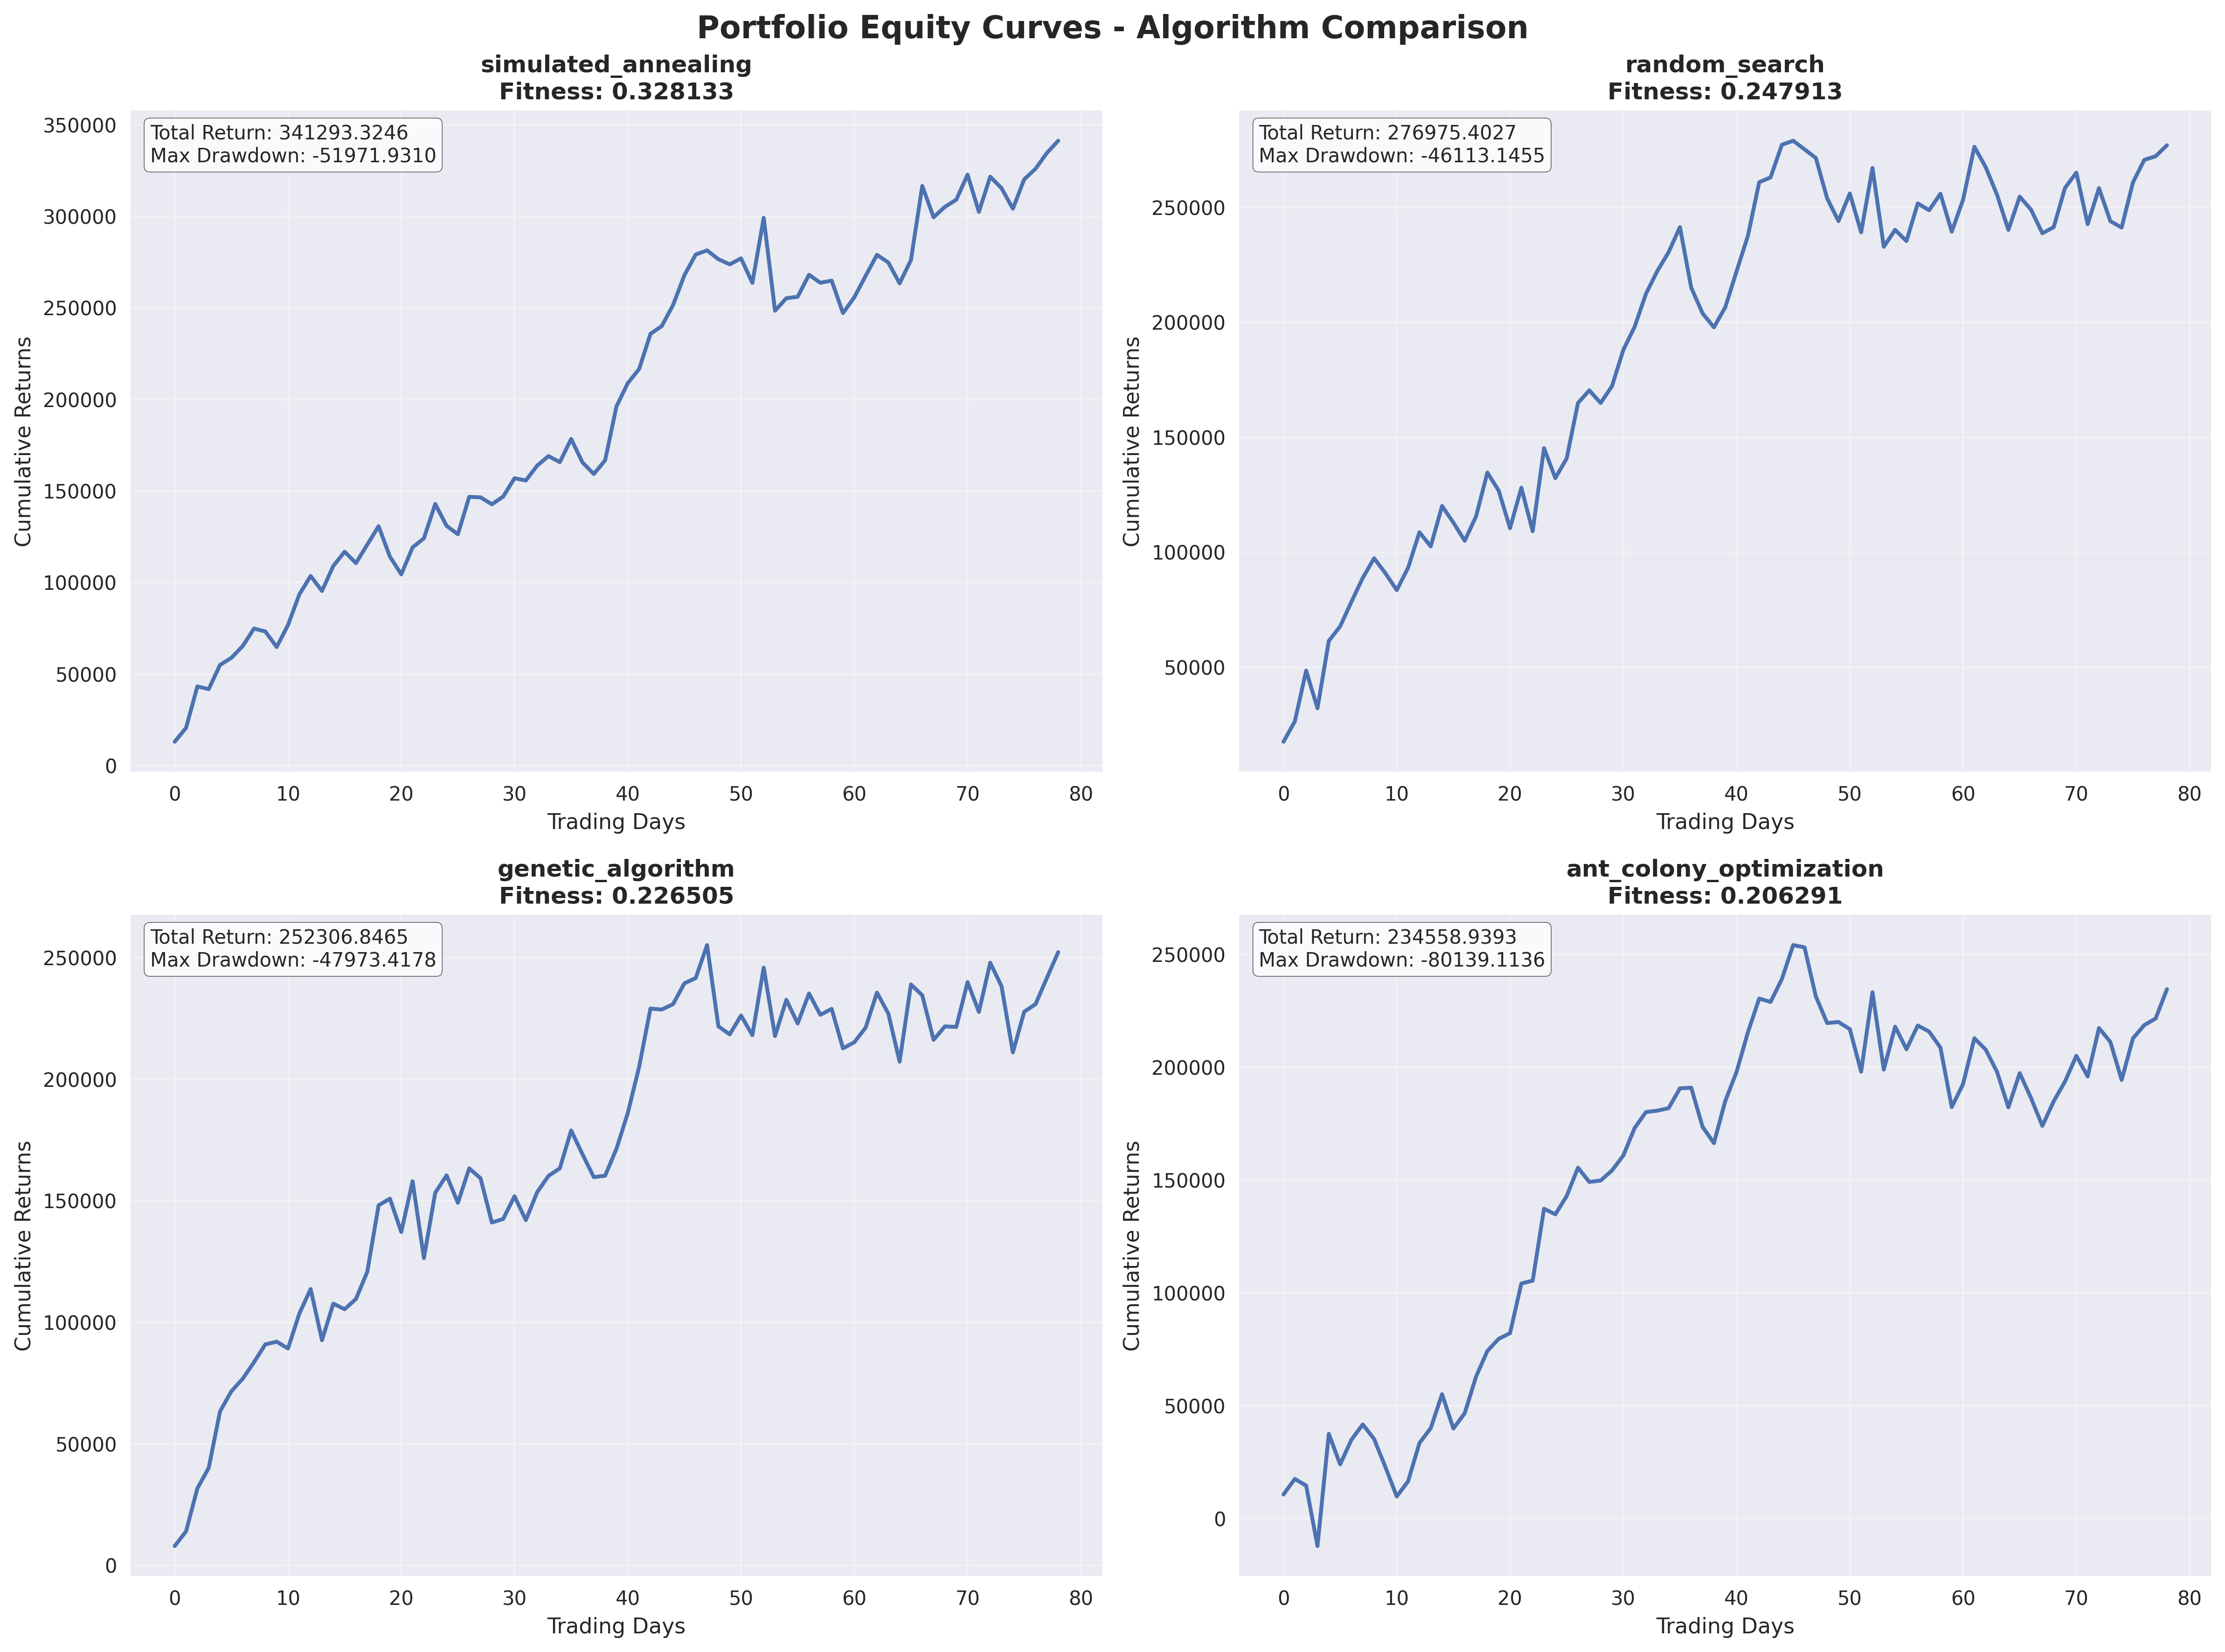 Portfolio Equity Curves - Algorithm Comparison
simulated_annealing
Fitness: 0.328133
Total Return: 341293.3246
Max Drawdown: -51971.9310
350000
300000
250000
200000
150000
100000
50000
0
Cumulative Returns
0 10 20 30 40 50 60 70 80
Trading Days
random_search
Fitness: 0.247913
Total Return: 276975.4027
Max Drawdown: -46113.1455
250000
200000
150000
100000
50000
Cumulative Returns
0 10 20 30 40 50 60 70 80
Trading Days
genetic_algorithm
Fitness: 0.226505
Total Return: 252306.8465
Max Drawdown: -47973.4178
250000
200000
150000
100000
50000
0
Cumulative Returns
0 10 20 30 40 50 60 70 80
Trading Days
ant_colony_optimization
Fitness: 0.206291
Total Return: 234558.9393
Max Drawdown: -80139.1136
250000
200000
150000
100000
50000
0
Cumulative Returns
0 10 20 30 40 50 60 70 80
Trading Days